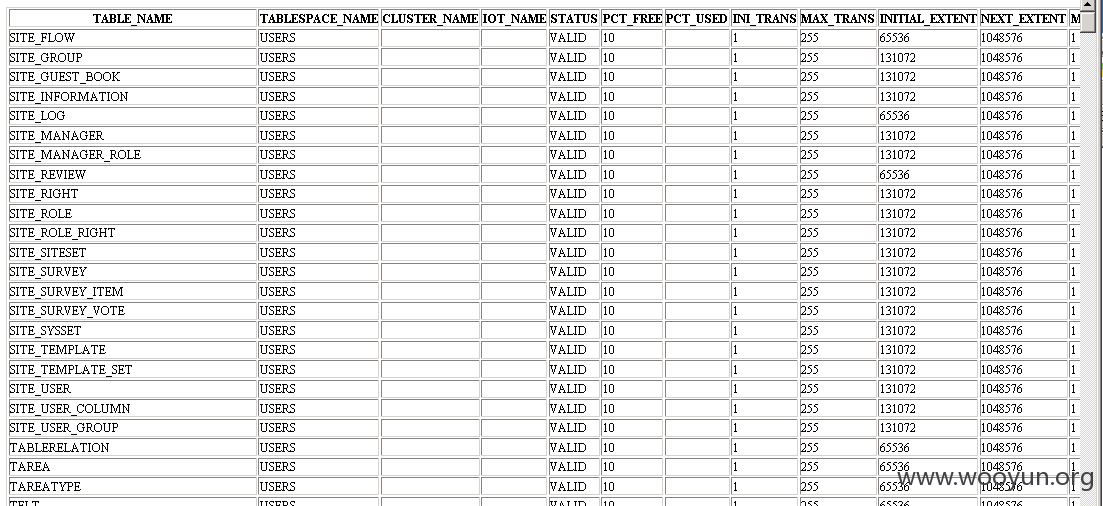 TABLE_NAME TABLESPACE_NAME CLUSTER_NAME IOT_NAME STATUS PCT_FREE PCT_USED INI_TRANS MAX_TRANS INITIAL_EXTENT NEXT_EXTENT M
SITE_FLOW USERS VALID 10 1 255 65536 1048576 1
SITE_GROUP USERS VALID 10 1 255 131072 1048576 1
SITE_GUEST_BOOK USERS VALID 10 1 255 131072 1048576 1
SITE_INFORMATION USERS VALID 10 1 255 131072 1048576 1
SITE_LOG USERS VALID 10 1 255 65536 1048576 1
SITE_MANAGER USERS VALID 10 1 255 131072 1048576 1
SITE_MANAGER_ROLE USERS VALID 10 1 255 131072 1048576 1
SITE_REVIEW USERS VALID 10 1 255 65536 1048576 1
SITE_RIGHT USERS VALID 10 1 255 131072 1048576 1
SITE_ROLE USERS VALID 10 1 255 131072 1048576 1
SITE_ROLE_RIGHT USERS VALID 10 1 255 131072 1048576 1
SITE_SITESET USERS VALID 10 1 255 131072 1048576 1
SITE_SURVEY USERS VALID 10 1 255 131072 1048576 1
SITE_SURVEY_ITEM USERS VALID 10 1 255 131072 1048576 1
SITE_SURVEY_VOTE USERS VALID 10 1 255 131072 1048576 1
SITE_SYSSET USERS VALID 10 1 255 131072 1048576 1
SITE_TEMPLATE USERS VALID 10 1 255 131072 1048576 1
SITE_TEMPLATE_SET USERS VALID 10 1 255 131072 1048576 1
SITE_USER USERS VALID 10 1 255 131072 1048576 1
SITE_USER_COLUMN USERS VALID 10 1 255 131072 1048576 1
SITE_USER_GROUP USERS VALID 10 1 255 131072 1048576 1
TABLERELATION USERS VALID 10 1 255 65536 1048576 1
TAREA USERS VALID 10 1 255 65536 1048576 1
TAREATYPE USERS VALID 10 1 255 65536 1048576 1
USERS VALID 10 1 255 65536 1048576 1
www.wooyun.org